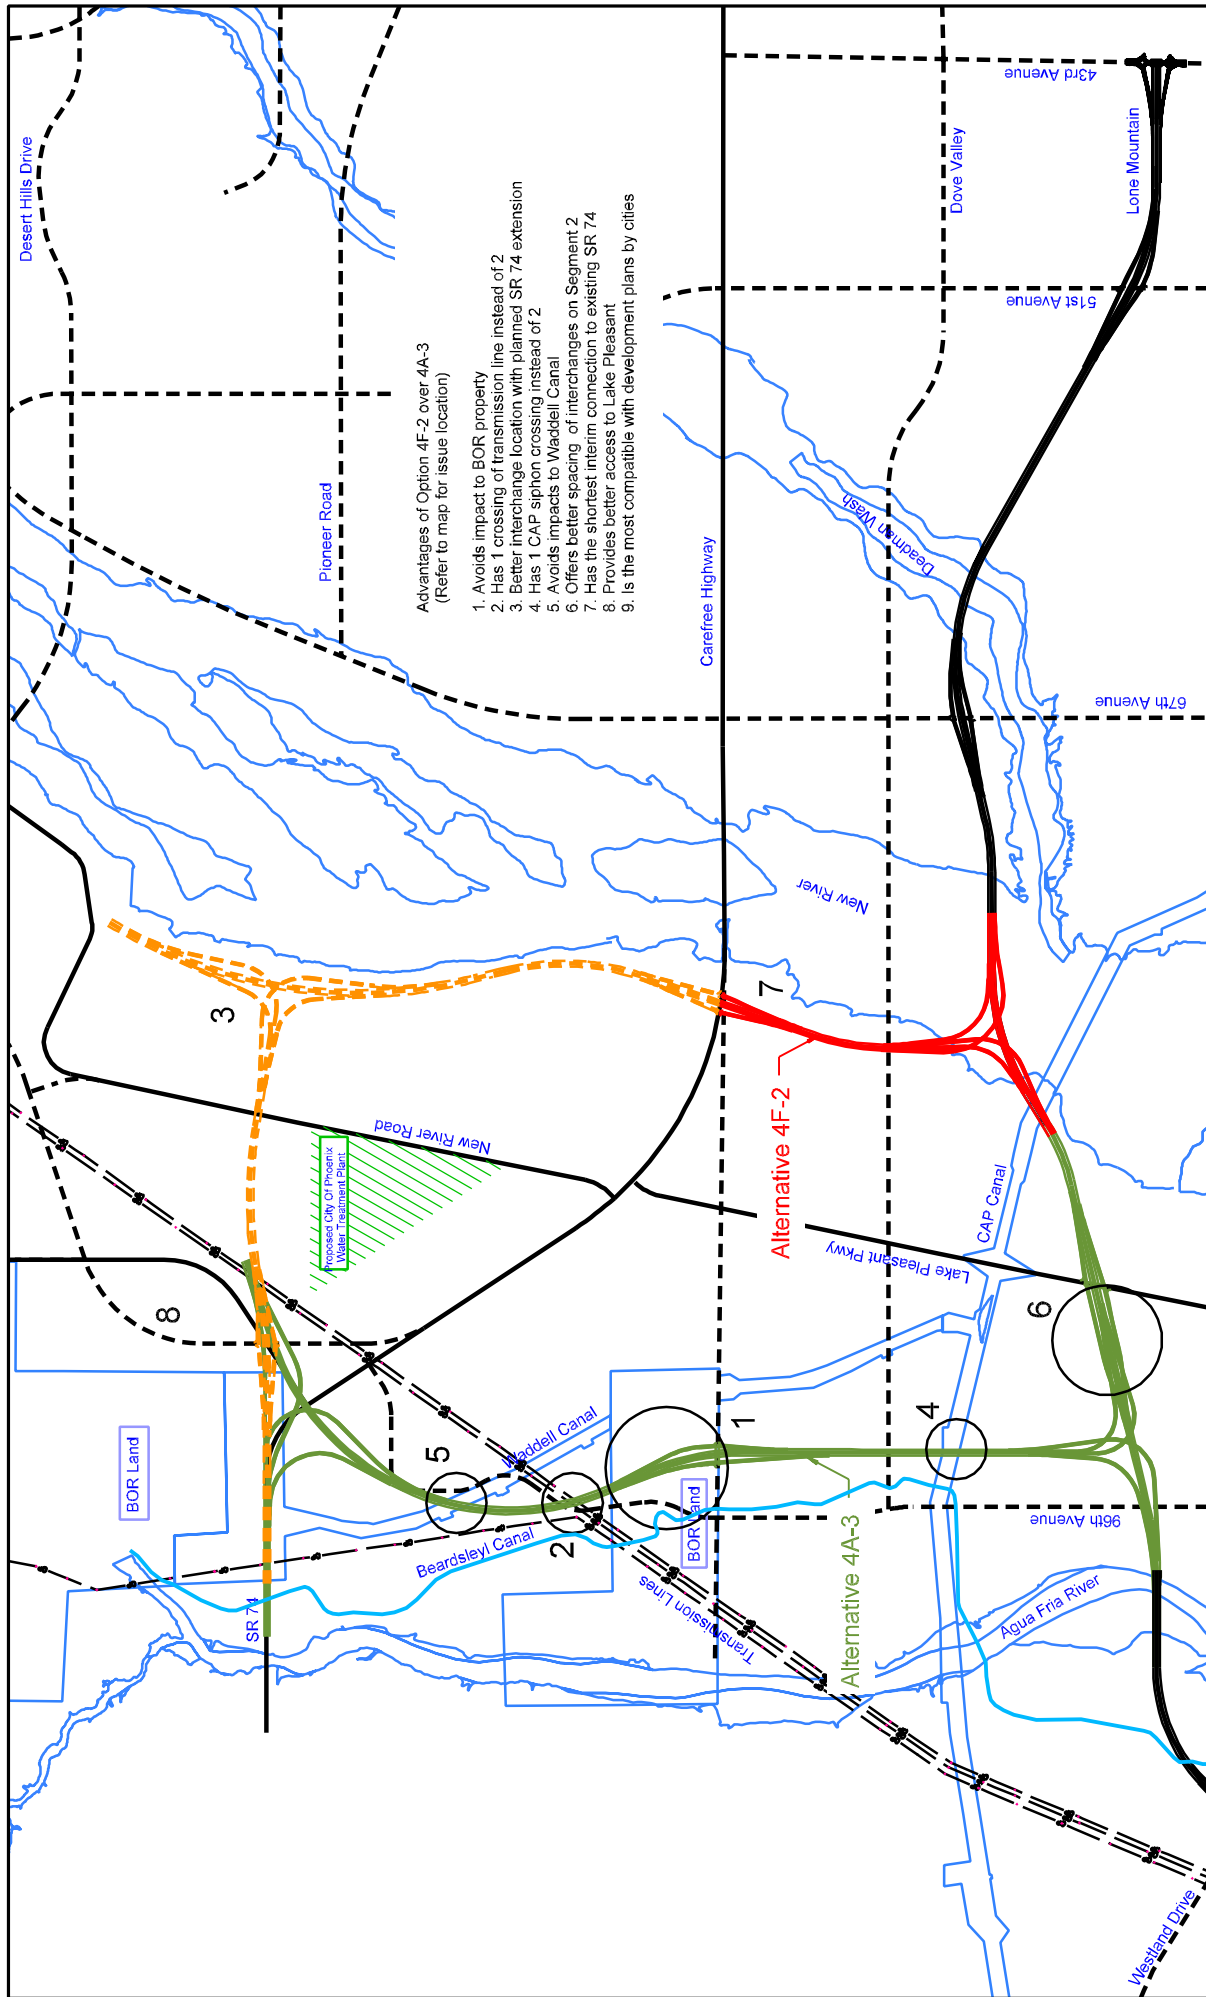 Desert Hills Drive
Pioneer Road
Advantages of Option 4F-2 over 4A-3
(Refer to map for issue location)
1. Avoids impact to BOR property
2. Has 1 crossing of transmission line instead of 2
3. Better interchange location with planned SR 74 extension
4. Has 1 CAP siphon crossing instead of 2
5. Avoids impacts to Waddell Canal
6. Offers better spacing of interchanges on Segment 2
7. Has the shortest interim connection to existing SR 74
8. Provides better access to Lake Pleasant
9. Is the most compatible with development plans by cities
Carefree Highway
Dove Valley
Lone Mountain
43rd Avenue
51st Avenue
67th Avenue
Deadman Wash
New River
3
7
New River Road
Proposed City Of Phoenix
Water Treatment Plant
Alternative 4F-2
Lake Pleasant Pkwy
CAP Canal
8
6
BOR Land
5
Waddell Canal
1
4
2
Beardsleyl Canal
BOR Land
96th Avenue
SR 74
Transmission Lines
Alternative 4A-3
Agua Fria River
Westland Drive